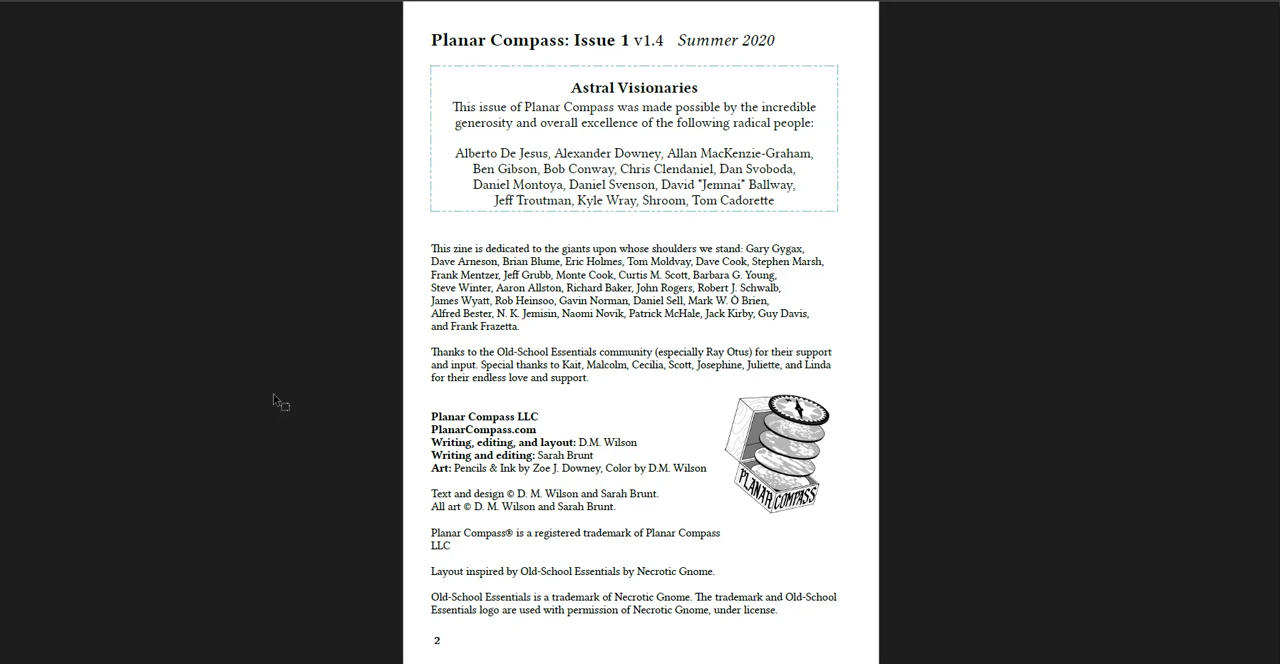 Planar Compass: Issue 1 v1.4 Summer 2020
Astral Visionaries
This issue of Planar Compass was made possible by the incredible
generosity and overall excellence of the following radical people:
Alberto De Jesus, Alexander Downey, Allan MacKenzie-Graham,
Ben Gibson, Bob Conway, Chris Clendaniel, Dan Svoboda,
Daniel Montoya, Daniel Svenson, David "Jemnai" Ballway,
Jeff Troutman, Kyle Wray, Shroom, Tom Cadorette
This zine is dedicated to the giants upon whose shoulders we stand: Gary Gygax,
Dave Arneson, Brian Blume, Eric Holmes, Tom Moldvay, Dave Cook, Stephen Marsh,
Frank Mentzer, Jeff Grubb, Monte Cook, Curtis M. Scott, Barbara G. Young,
Steve Winter, Aaron Allston, Richard Baker, John Rogers, Robert J. Schwalb,
James Wyatt, Rob Heinsoo, Gavin Norman, Daniel Sell, Mark W. Ó Brien,
Alfred Bester, N. K. Jemisin, Naomi Novik, Patrick McHale, Jack Kirby, Guy Davis,
and Frank Frazetta.
Thanks to the Old-School Essentials community (especially Ray Otus) for their support
and input. Special thanks to Kait, Malcolm, Cecilia, Scott, Josephine, Juliette, and Linda
for their endless love and support.
Planar Compass LLC
PlanarCompass.com
Writing, editing, and layout: D.M. Wilson
Writing and editing: Sarah Brunt
Art: Pencils & Ink by Zoe J. Downey, Color by D.M. Wilson
PLANAR COMPASS
Text and design © D. M. Wilson and Sarah Brunt.
All art © D. M. Wilson and Sarah Brunt.
Planar Compass® is a registered trademark of Planar Compass
LLC
Layout inspired by Old-School Essentials by Necrotic Gnome.
Old-School Essentials is a trademark of Necrotic Gnome. The trademark and Old-School
Essentials logo are used with permission of Necrotic Gnome, under license.
2